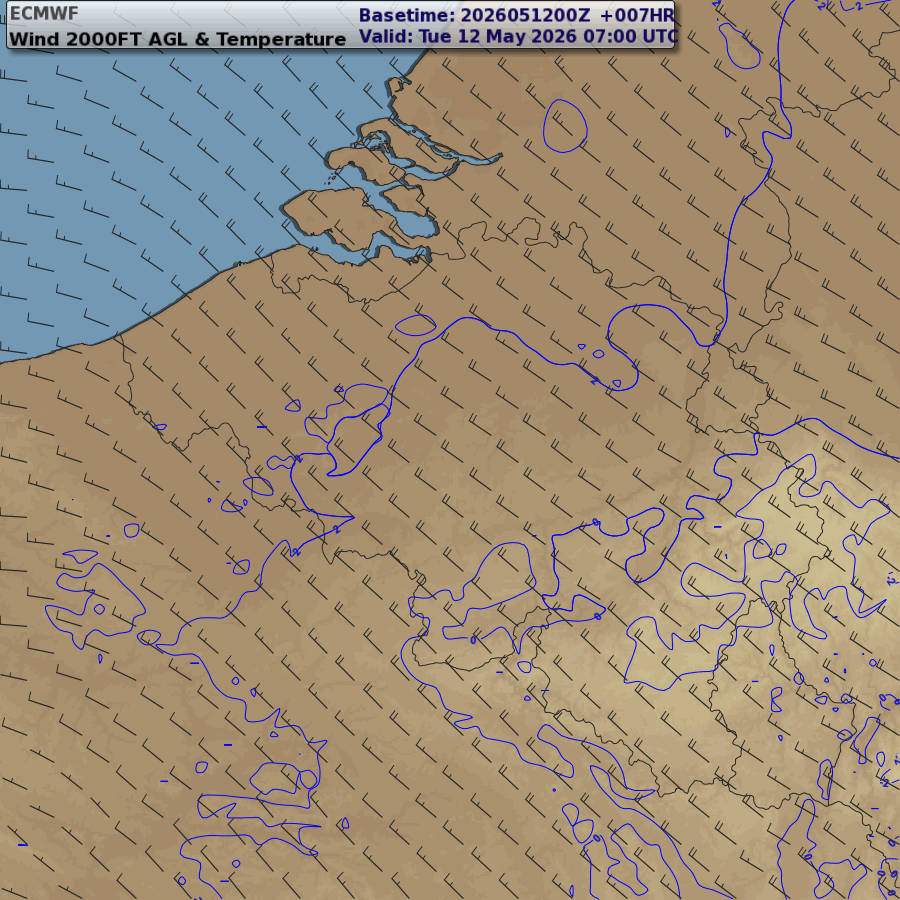 ECMWF
Basetime: 2026051200Z +007HR
Wind 2000FT AGL & Temperature
Valid: Tue 12 May 2026 07:00 UTC